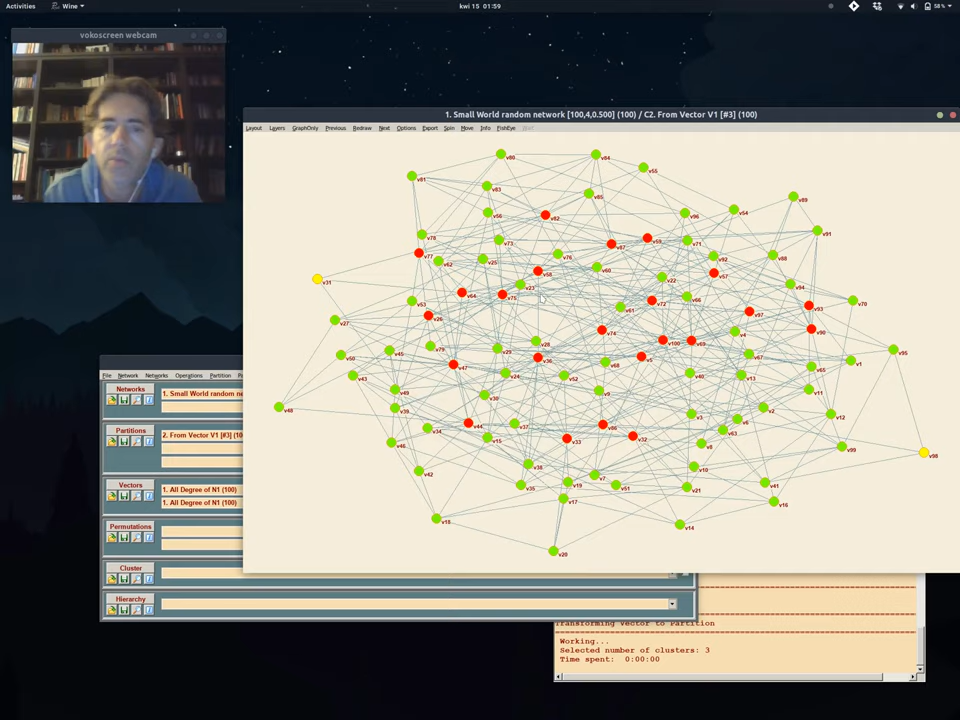 Activities
Wine
kwi 15 01:59
58 %
vokoscreen webcam
1. Small World random network [100,4,0.500] (100) / C2. From Vector V1 [#3] (100)
Layout Layers GraphOnly Previous Redraw Next Options Export Spin Move Info FishEye
v80
v84
v55
v81
v83
v85
v89
v56
v82
v96
v54
v91
v78
v73
v87
v59
v71
v77
v62
v25
v76
v60
v92
v88
v31
v58
v57
v23
v22
v94
v64
v75
v66
v53
v72
v70
v26
v61
v97
v93
v27
v74
v4
v90
v79
v28
v100
v69
v50
v45
v29
v36
v5
v67
v95
v47
v68
v65
v1
v43
v24
v52
v40
v13
v49
v30
v9
v11
v48
v39
v3
v2
v12
v34
v44
v37
v86
v6
v63
v46
v15
v33
v32
v8
v99
v98
v42
v38
v10
v35
v19
v7
v51
v21
v41
v17
v16
v18
v14
v20
File Network Networks Operations Partition
Networks
1. Small World random ne
Partitions
2. From Vector V1 [#3] (10
Vectors
1. All Degree of N1 (100)
1. All Degree of N1 (100)
Permutations
Cluster
Hierarchy
Transforming Vector to Partition
Working...
Selected number of clusters: 3
Time spent: 0:00:00